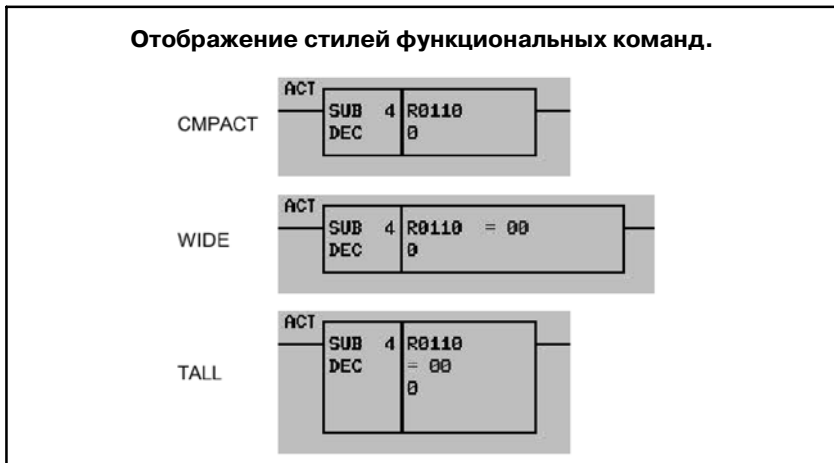 Отображение стилей функциональных команд.
CMPACT
ACT
SUB 4 R0110
DEC 0
WIDE
ACT
SUB 4 R0110 = 00
DEC 0
TALL
ACT
SUB 4 R0110
DEC = 00
0